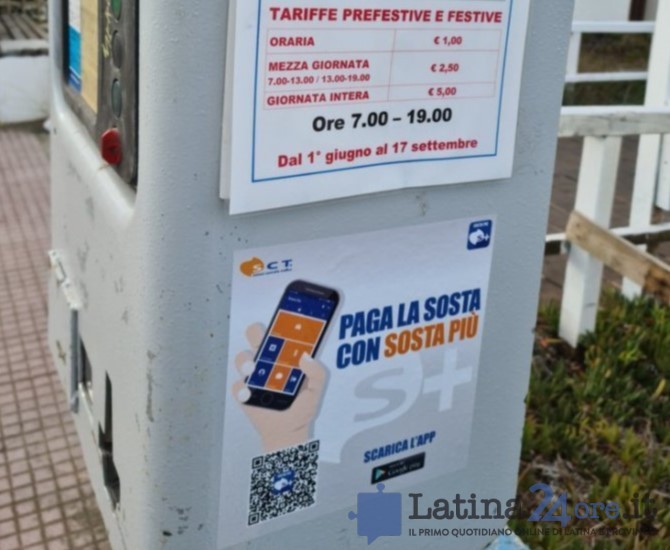 TARIFFE PREFESTIVE E FESTIVE
ORARIA € 1,00
MEZZA GIORNATA € 2,50
7.00-13.00 / 13.00-19.00
GIORNATA INTERA € 5,00
Ore 7.00 – 19.00
Dal 1° giugno al 17 settembre
S.C.T.
S+
PAGA LA SOSTA
CON SOSTA PIÙ
S+
SCARICA L'APP
Google play
Latina24ore.it
IL PRIMO QUOTIDIANO ONLINE DI LATINA E PROVINCIA